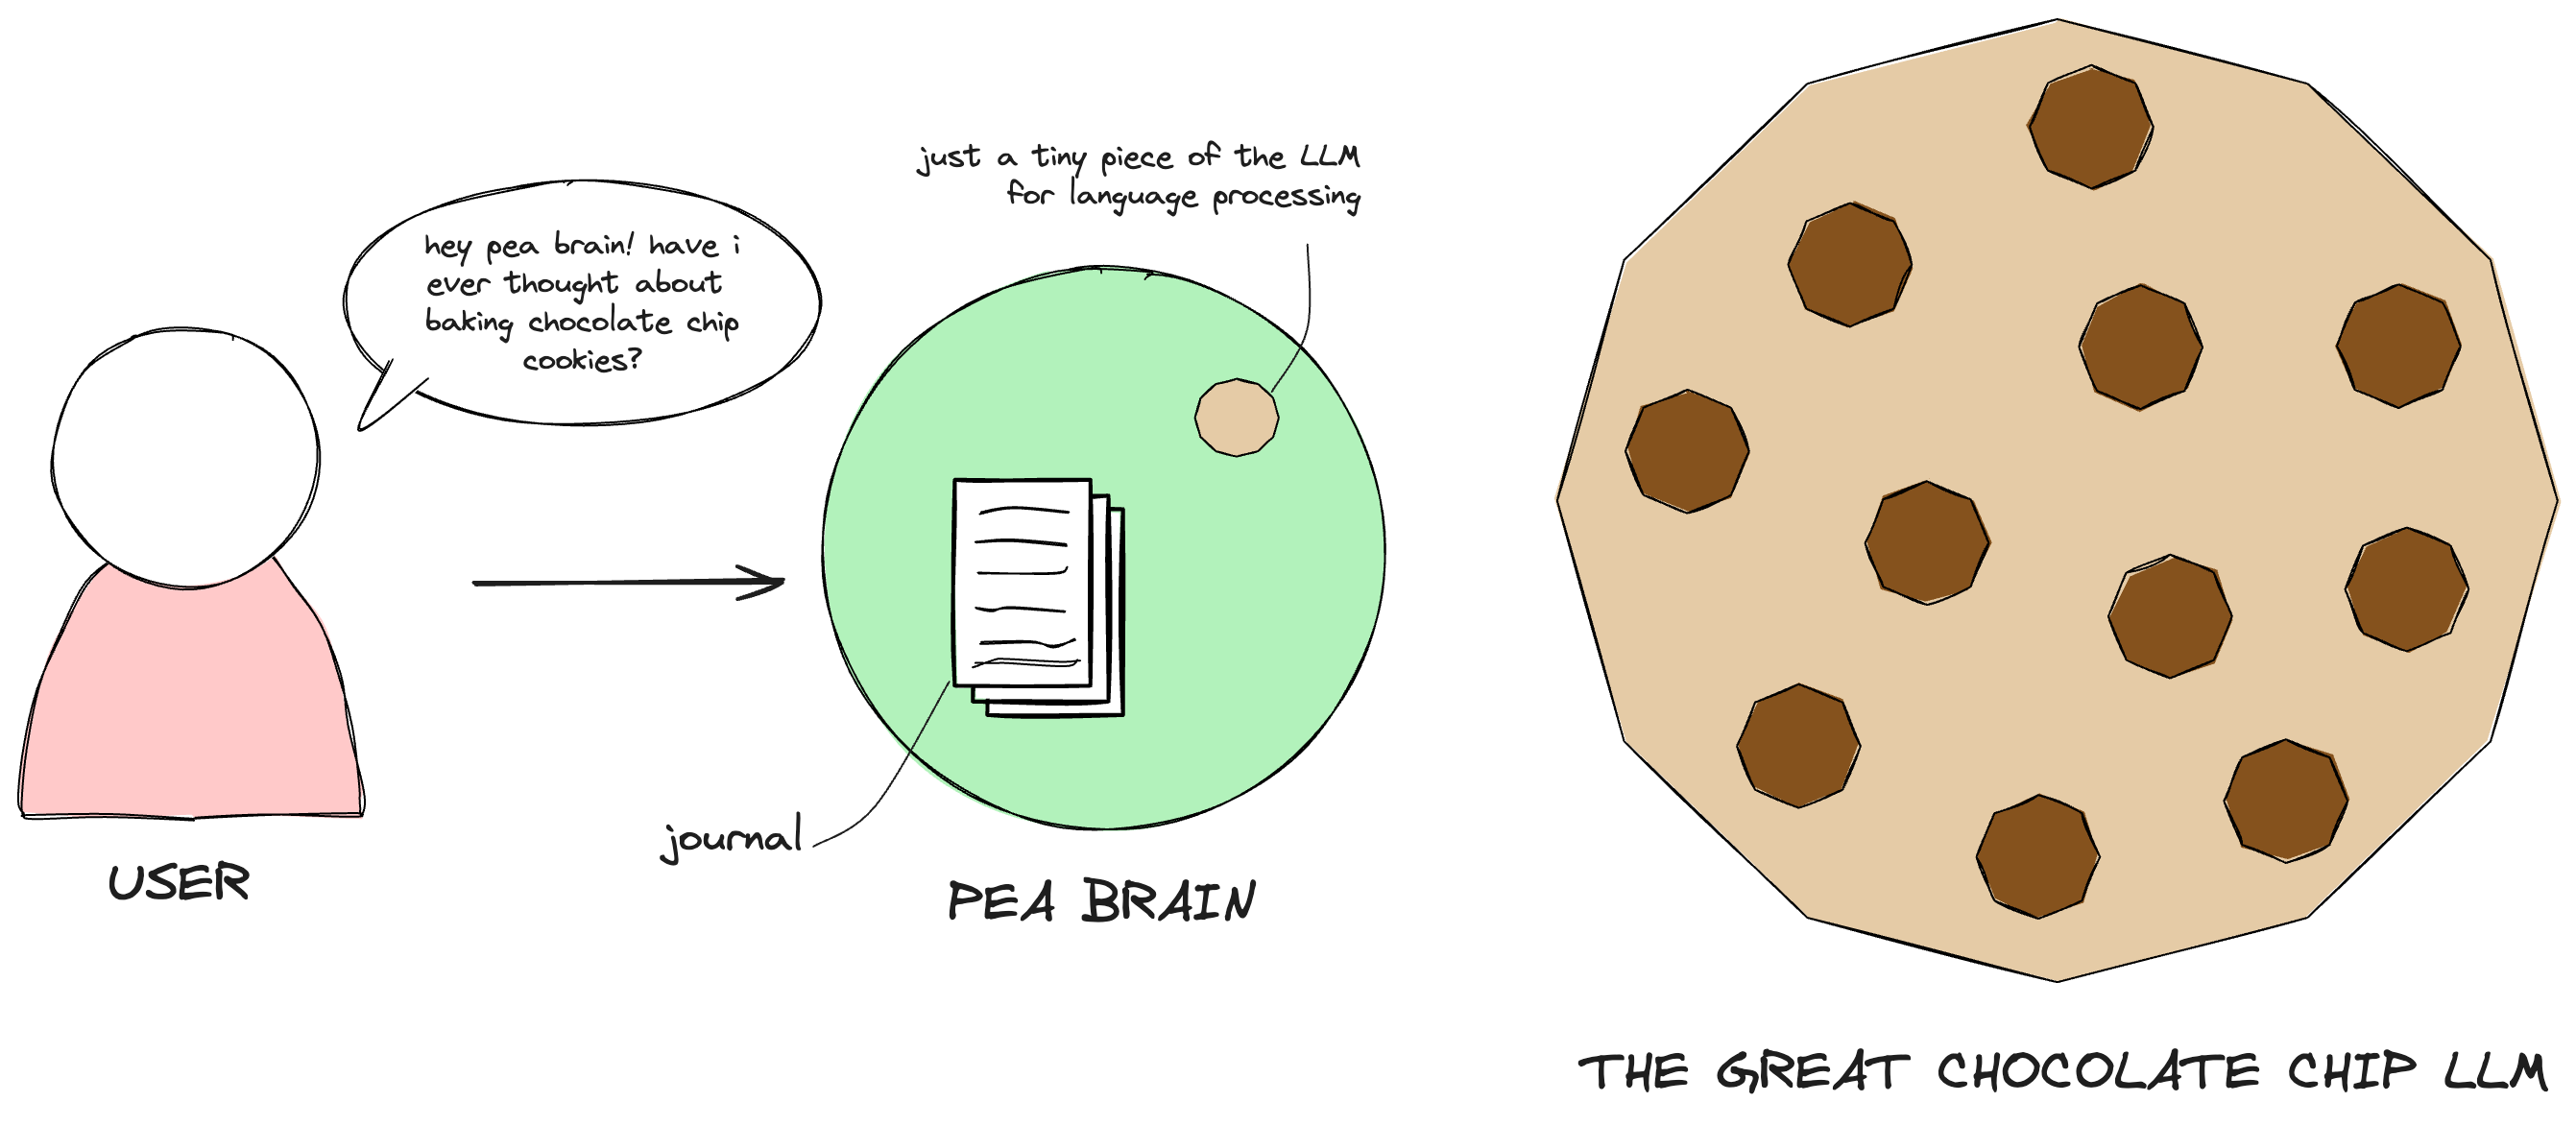 just a tiny piece of the LLM
for language processing
hey pea brain! have i
ever thought about
baking chocolate chip
cookies?
journal
USER
PEA BRAIN
THE GREAT CHOCOLATE CHIP LLM